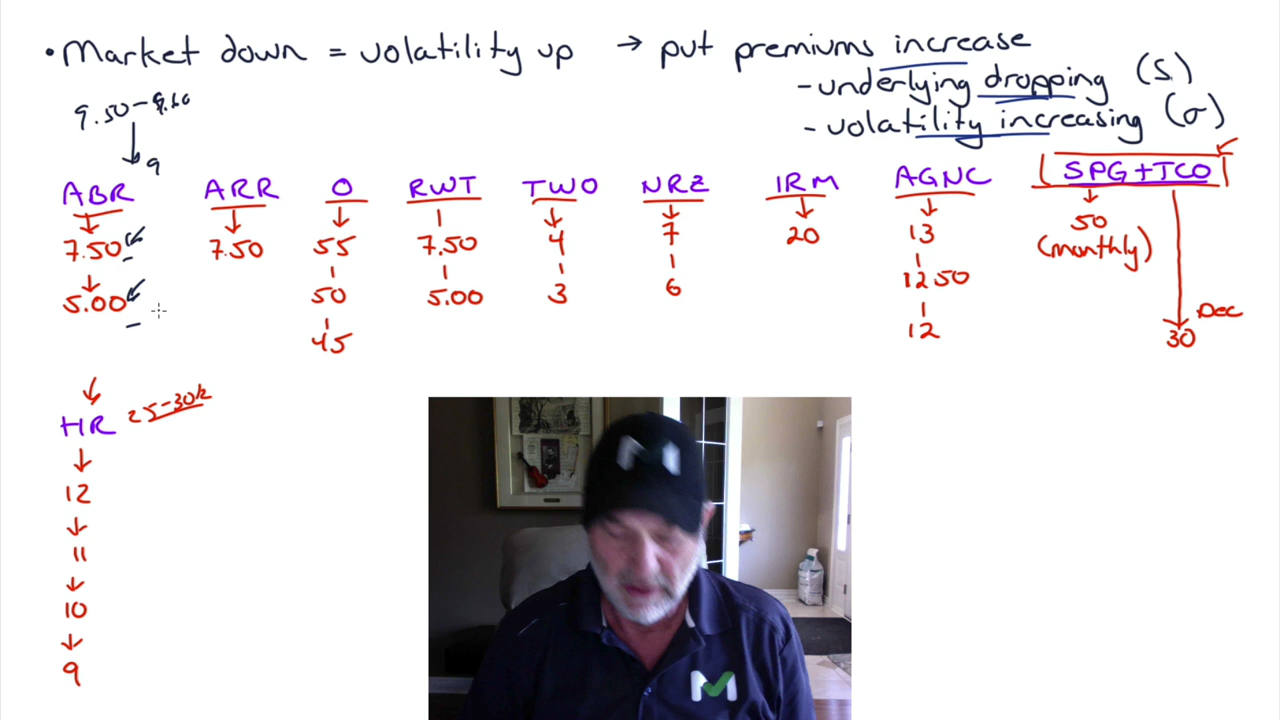 • Market down = volatility up → put premiums increase
- underlying dropping (S)
- volatility increasing (σ)
9.50-9.60
9
ABR ARR O RWT TWO NRZ IRM AGNC SPG+TCO
7.50 7.50 55 7.50 4 7 20 13 50
(monthly)
5.00 50 5.00 3 6 12 50
45 12 30 Dec
HR 25-30k
12
11
10
9